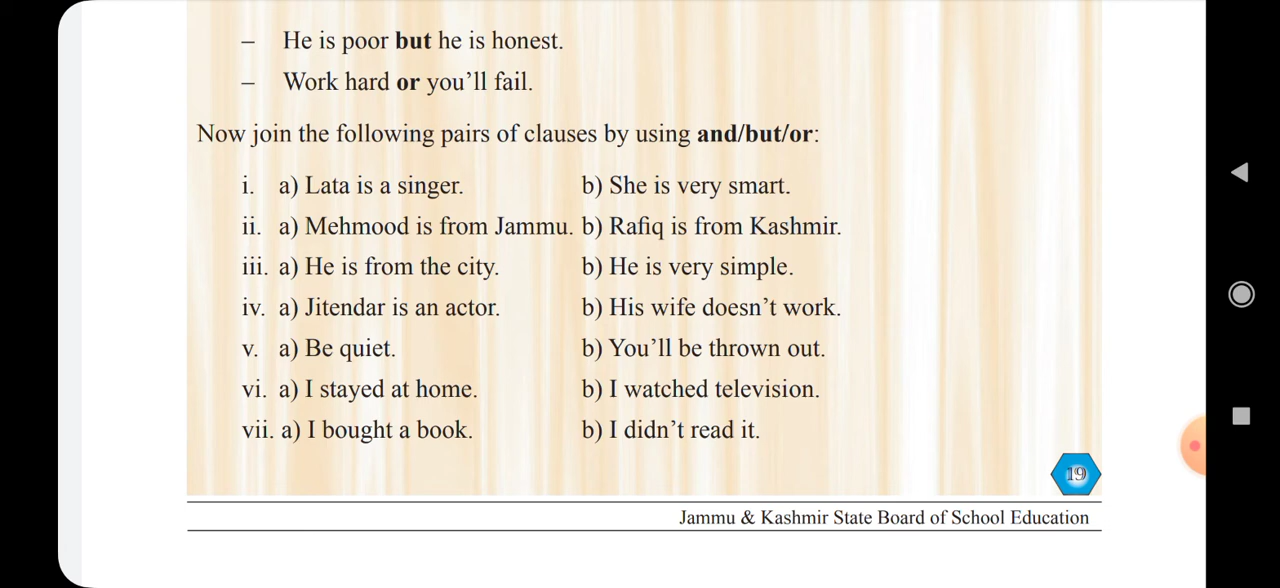 – He is poor but he is honest.
– Work hard or you’ll fail.
Now join the following pairs of clauses by using and/but/or:
i. a) Lata is a singer. b) She is very smart.
ii. a) Mehmood is from Jammu. b) Rafiq is from Kashmir.
iii. a) He is from the city. b) He is very simple.
iv. a) Jitendar is an actor. b) His wife doesn’t work.
v. a) Be quiet. b) You’ll be thrown out.
vi. a) I stayed at home. b) I watched television.
vii. a) I bought a book. b) I didn’t read it.
19
Jammu & Kashmir State Board of School Education